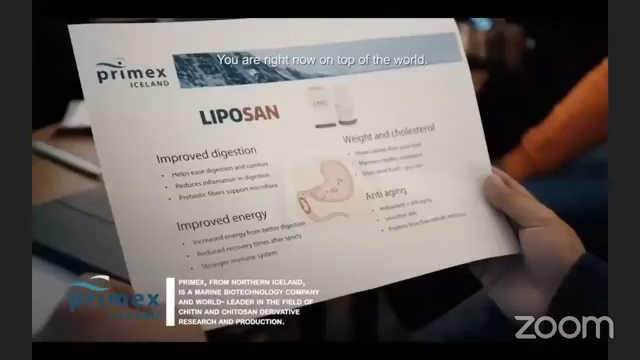 You are right now on top of the world.
primex
ICELAND
LIPOSAN
Improved digestion
• Helps ease digestion and comfort
• Reduces inflamation in digestion
• Prebiotic fibers support microflora
Improved energy
• Increased energy from better digestion
• Reduced recovery times after sports
• Stronger immune system
Weight and cholesterol
Anti aging
primex
ICELAND
PRIMEX, FROM NORTHERN ICELAND,
IS A MARINE BIOTECHNOLOGY COMPANY
AND WORLD- LEADER IN THE FIELD OF
CHITIN AND CHITOSAN DERIVATIVE
RESEARCH AND PRODUCTION.
zoom